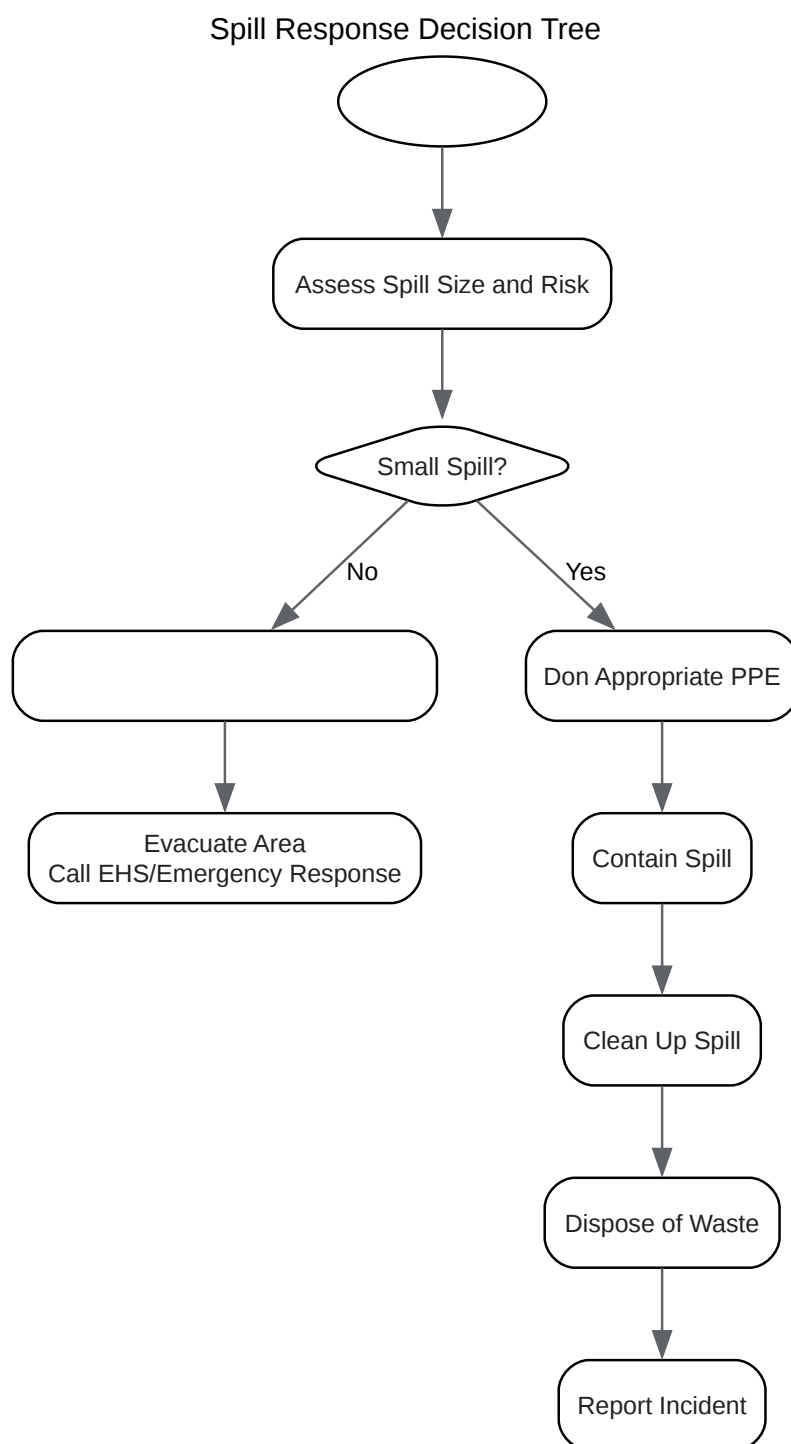 Spill Response Decision Tree
Assess Spill Size and Risk
Small Spill?
No
Yes
Don Appropriate PPE
Evacuate Area
Call EHS/Emergency Response
Contain Spill
Clean Up Spill
Dispose of Waste
Report Incident